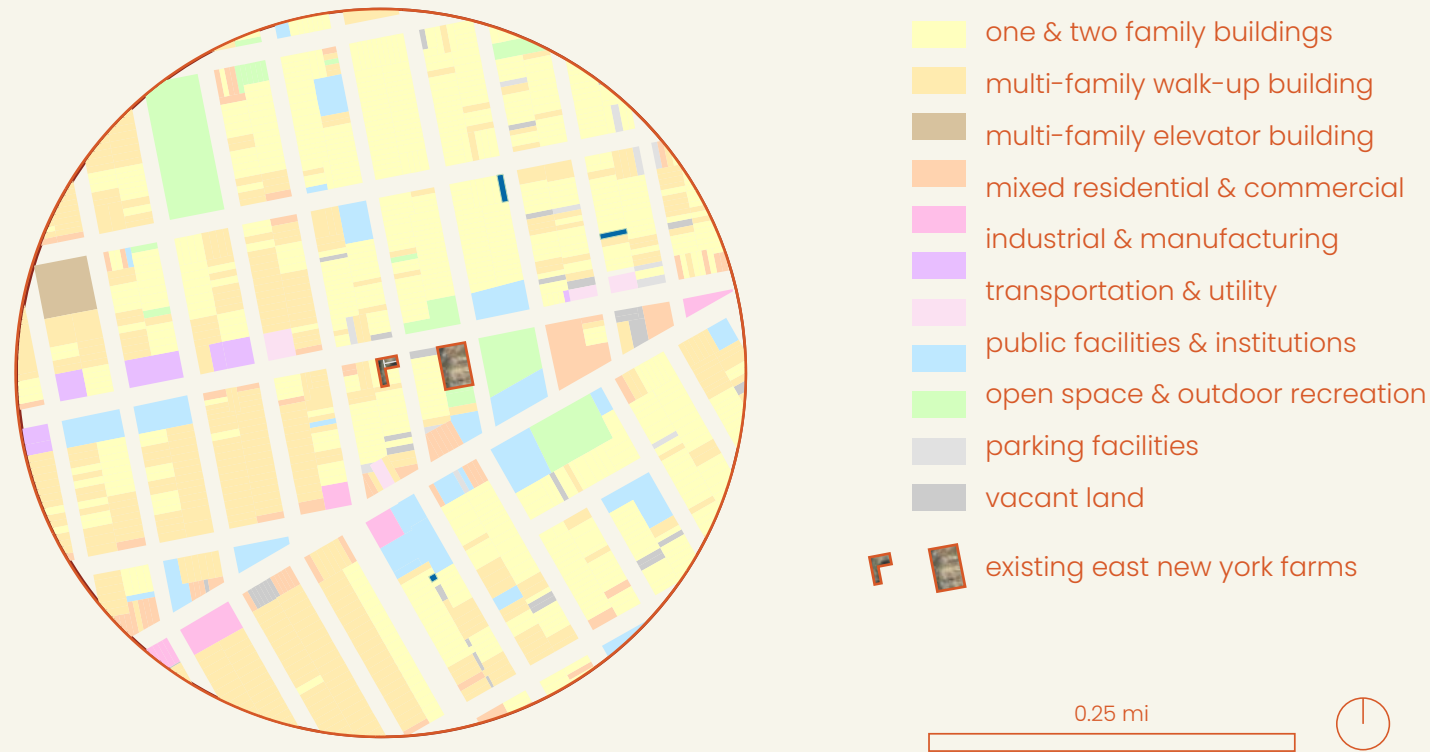 one & two family buildings
multi-family walk-up building
multi-family elevator building
mixed residential & commercial
industrial & manufacturing
transportation & utility
public facilities & institutions
open space & outdoor recreation
parking facilities
vacant land
existing east new york farms
0.25 mi